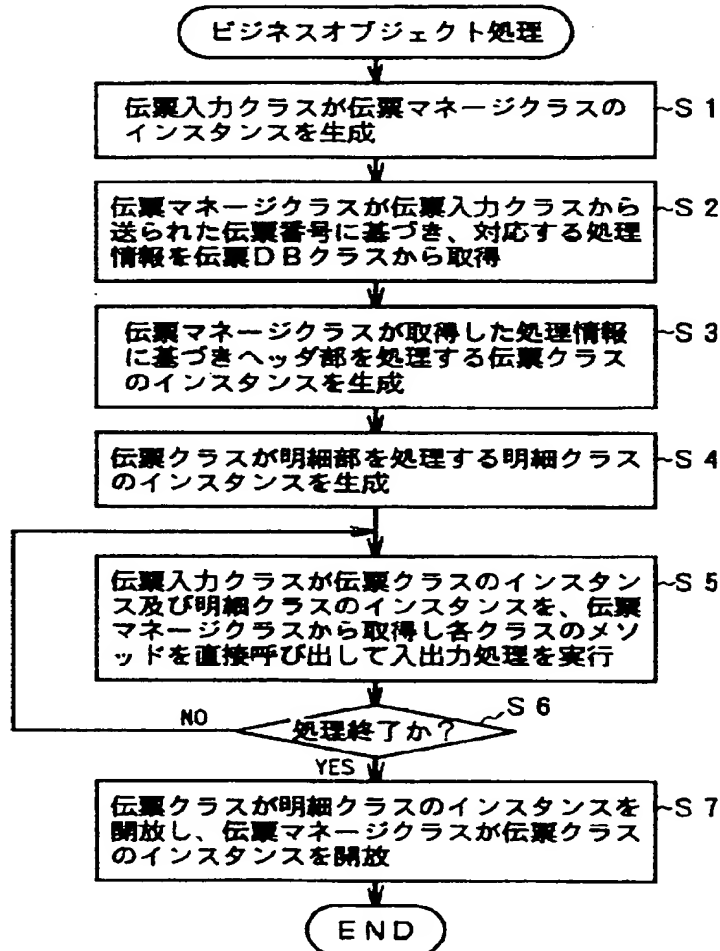 ビジネスオブジェクト処理
伝票入力クラスが伝票マネージクラスの
インスタンスを生成
~S1
伝票マネージクラスが伝票入力クラスから
送られた伝票番号に基づき、対応する処理
情報を伝票DBクラスから取得
~S2
伝票マネージクラスが取得した処理情報
に基づきヘッダ部を処理する伝票クラス
のインスタンスを生成
~S3
伝票クラスが明細部を処理する明細クラス
のインスタンスを生成
~S4
伝票入力クラスが伝票クラスのインスタン
ス及び明細クラスのインスタンスを、伝票
マネージクラスから取得し各クラスのメソ
ッドを直接呼び出して入出力処理を実行
~S5
処理終了か?
S6
NO
YES
伝票クラスが明細クラスのインスタンスを
開放し、伝票マネージクラスが伝票クラス
のインスタンスを開放
~S7
END